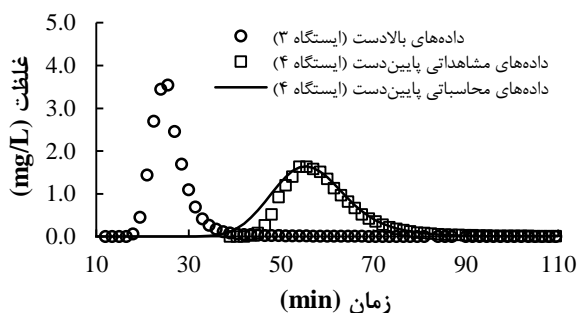 داده‌های بالادست (ایستگاه ۳)
داده‌های مشاهداتی پایین‌دست (ایستگاه ۴)
داده‌های محاسباتی پایین‌دست (ایستگاه ۴)
غلظت (mg/L)
5.0
4.0
3.0
2.0
1.0
0.0
10 30 50 70 90 110
زمان (min)